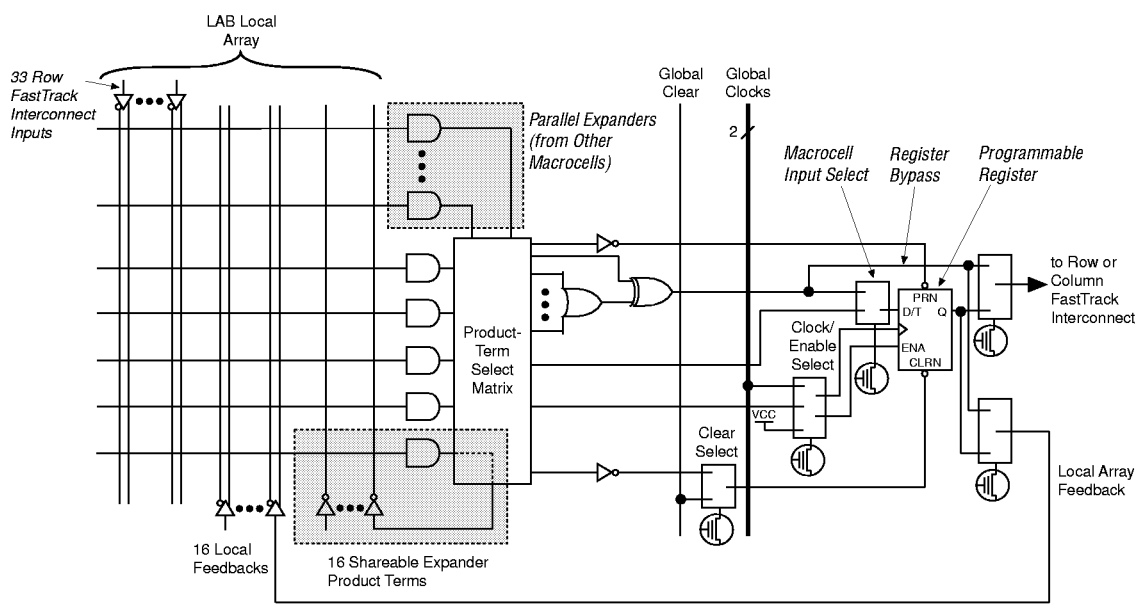 LAB Local
Array
33 Row
FastTrack
Interconnect
Inputs
Parallel Expanders
(from Other
Macrocells)
Global
Clear
Global
Clocks
2
Macrocell
Input Select
Register
Bypass
Programmable
Register
to Row or
Column
FastTrack
Interconnect
PRN
D/T
Q
ENA
CLRN
Product-
Term
Select
Matrix
Clock/
Enable
Select
VCC
Clear
Select
Local Array
Feedback
16 Local
Feedbacks
16 Shareable Expander
Product Terms